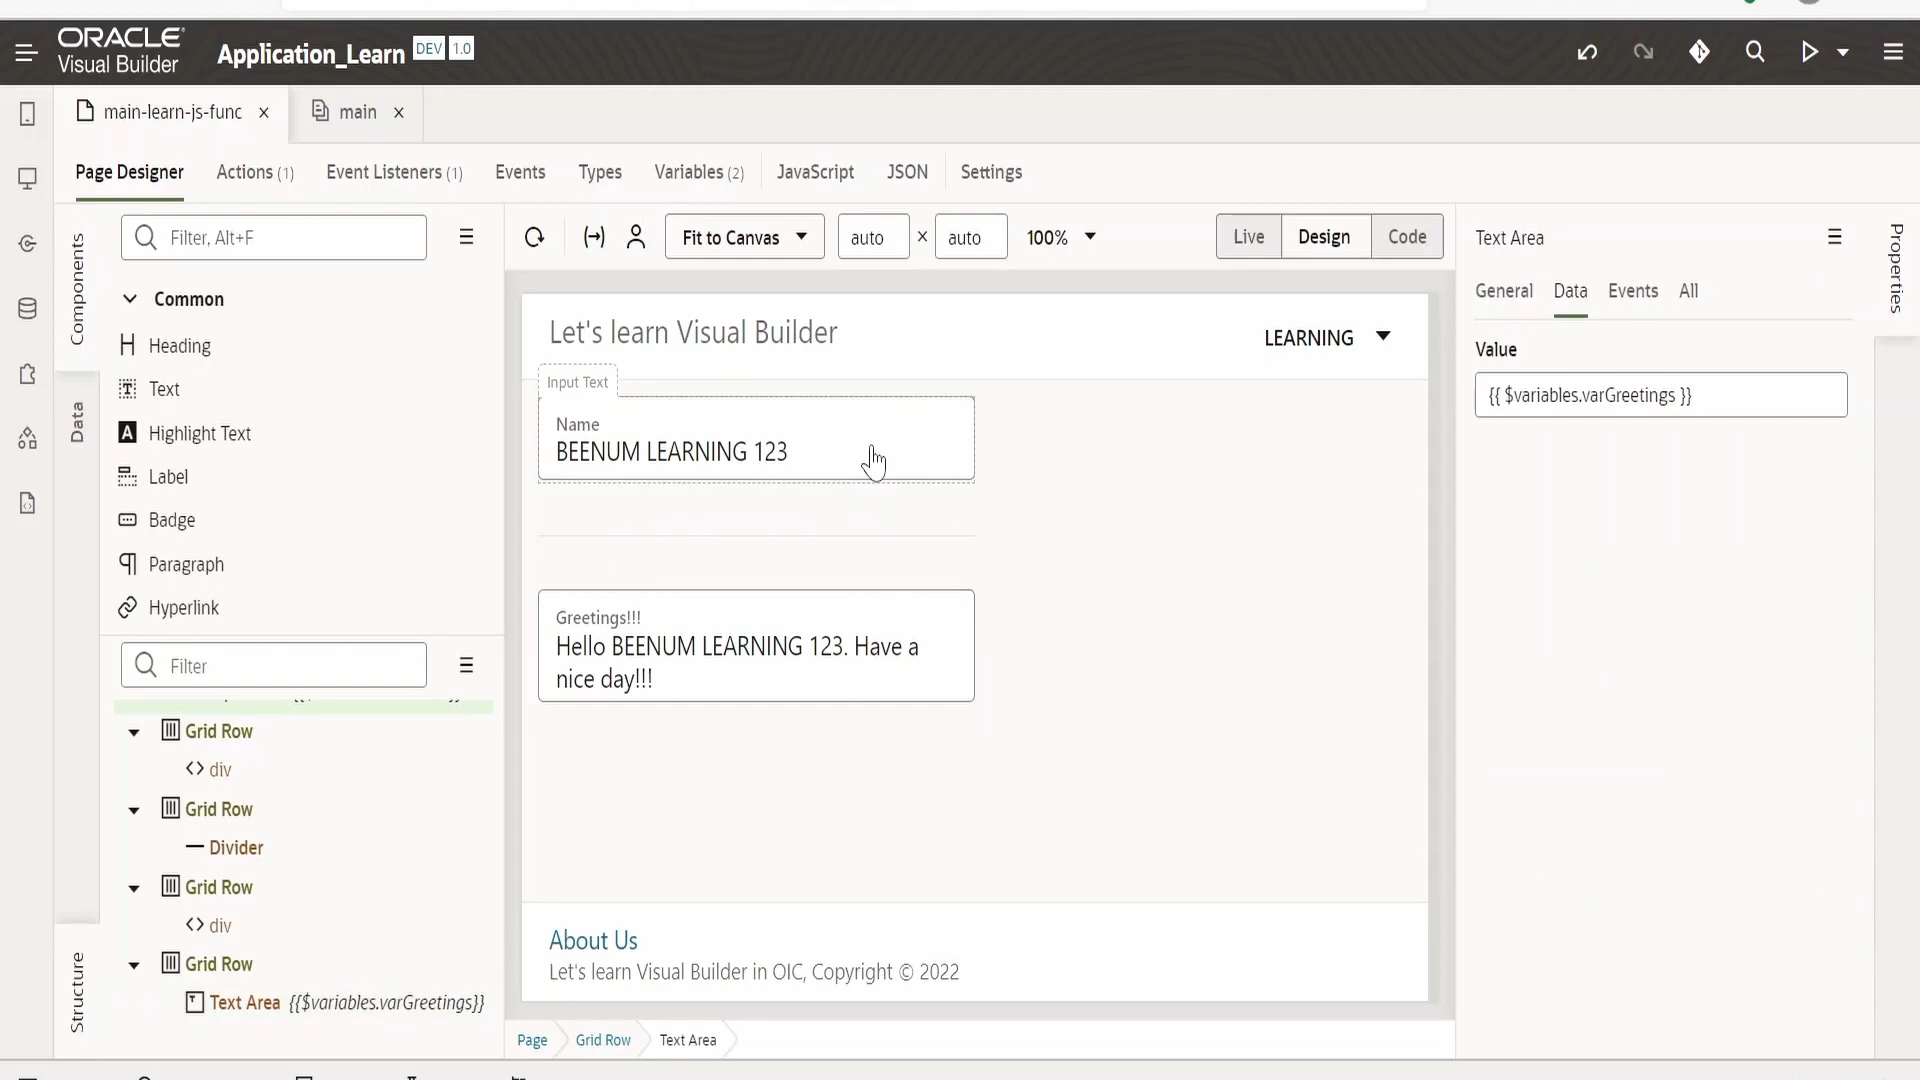 ORACLE
Visual Builder
Application_Learn DEV 1.0
main-learn-js-func
main
Page Designer
Actions (1)
Event Listeners (1)
Events
Types
Variables (2)
JavaScript
JSON
Settings
Components
Data
Structure
Filter, Alt+F
Common
Heading
Text
Highlight Text
Label
Badge
Paragraph
Hyperlink
Filter
Grid Row
div
Grid Row
Divider
Grid Row
div
Grid Row
Text Area {{$variables.varGreetings}}
Fit to Canvas
auto × auto
100%
Live
Design
Code
Let's learn Visual Builder
LEARNING
Input Text
Name
BEENUM LEARNING 123
Greetings!!!
Hello BEENUM LEARNING 123. Have a
nice day!!!
About Us
Let's learn Visual Builder in OIC, Copyright © 2022
Page
Grid Row
Text Area
Text Area
General
Data
Events
All
Value
{{ $variables.varGreetings }}
Properties